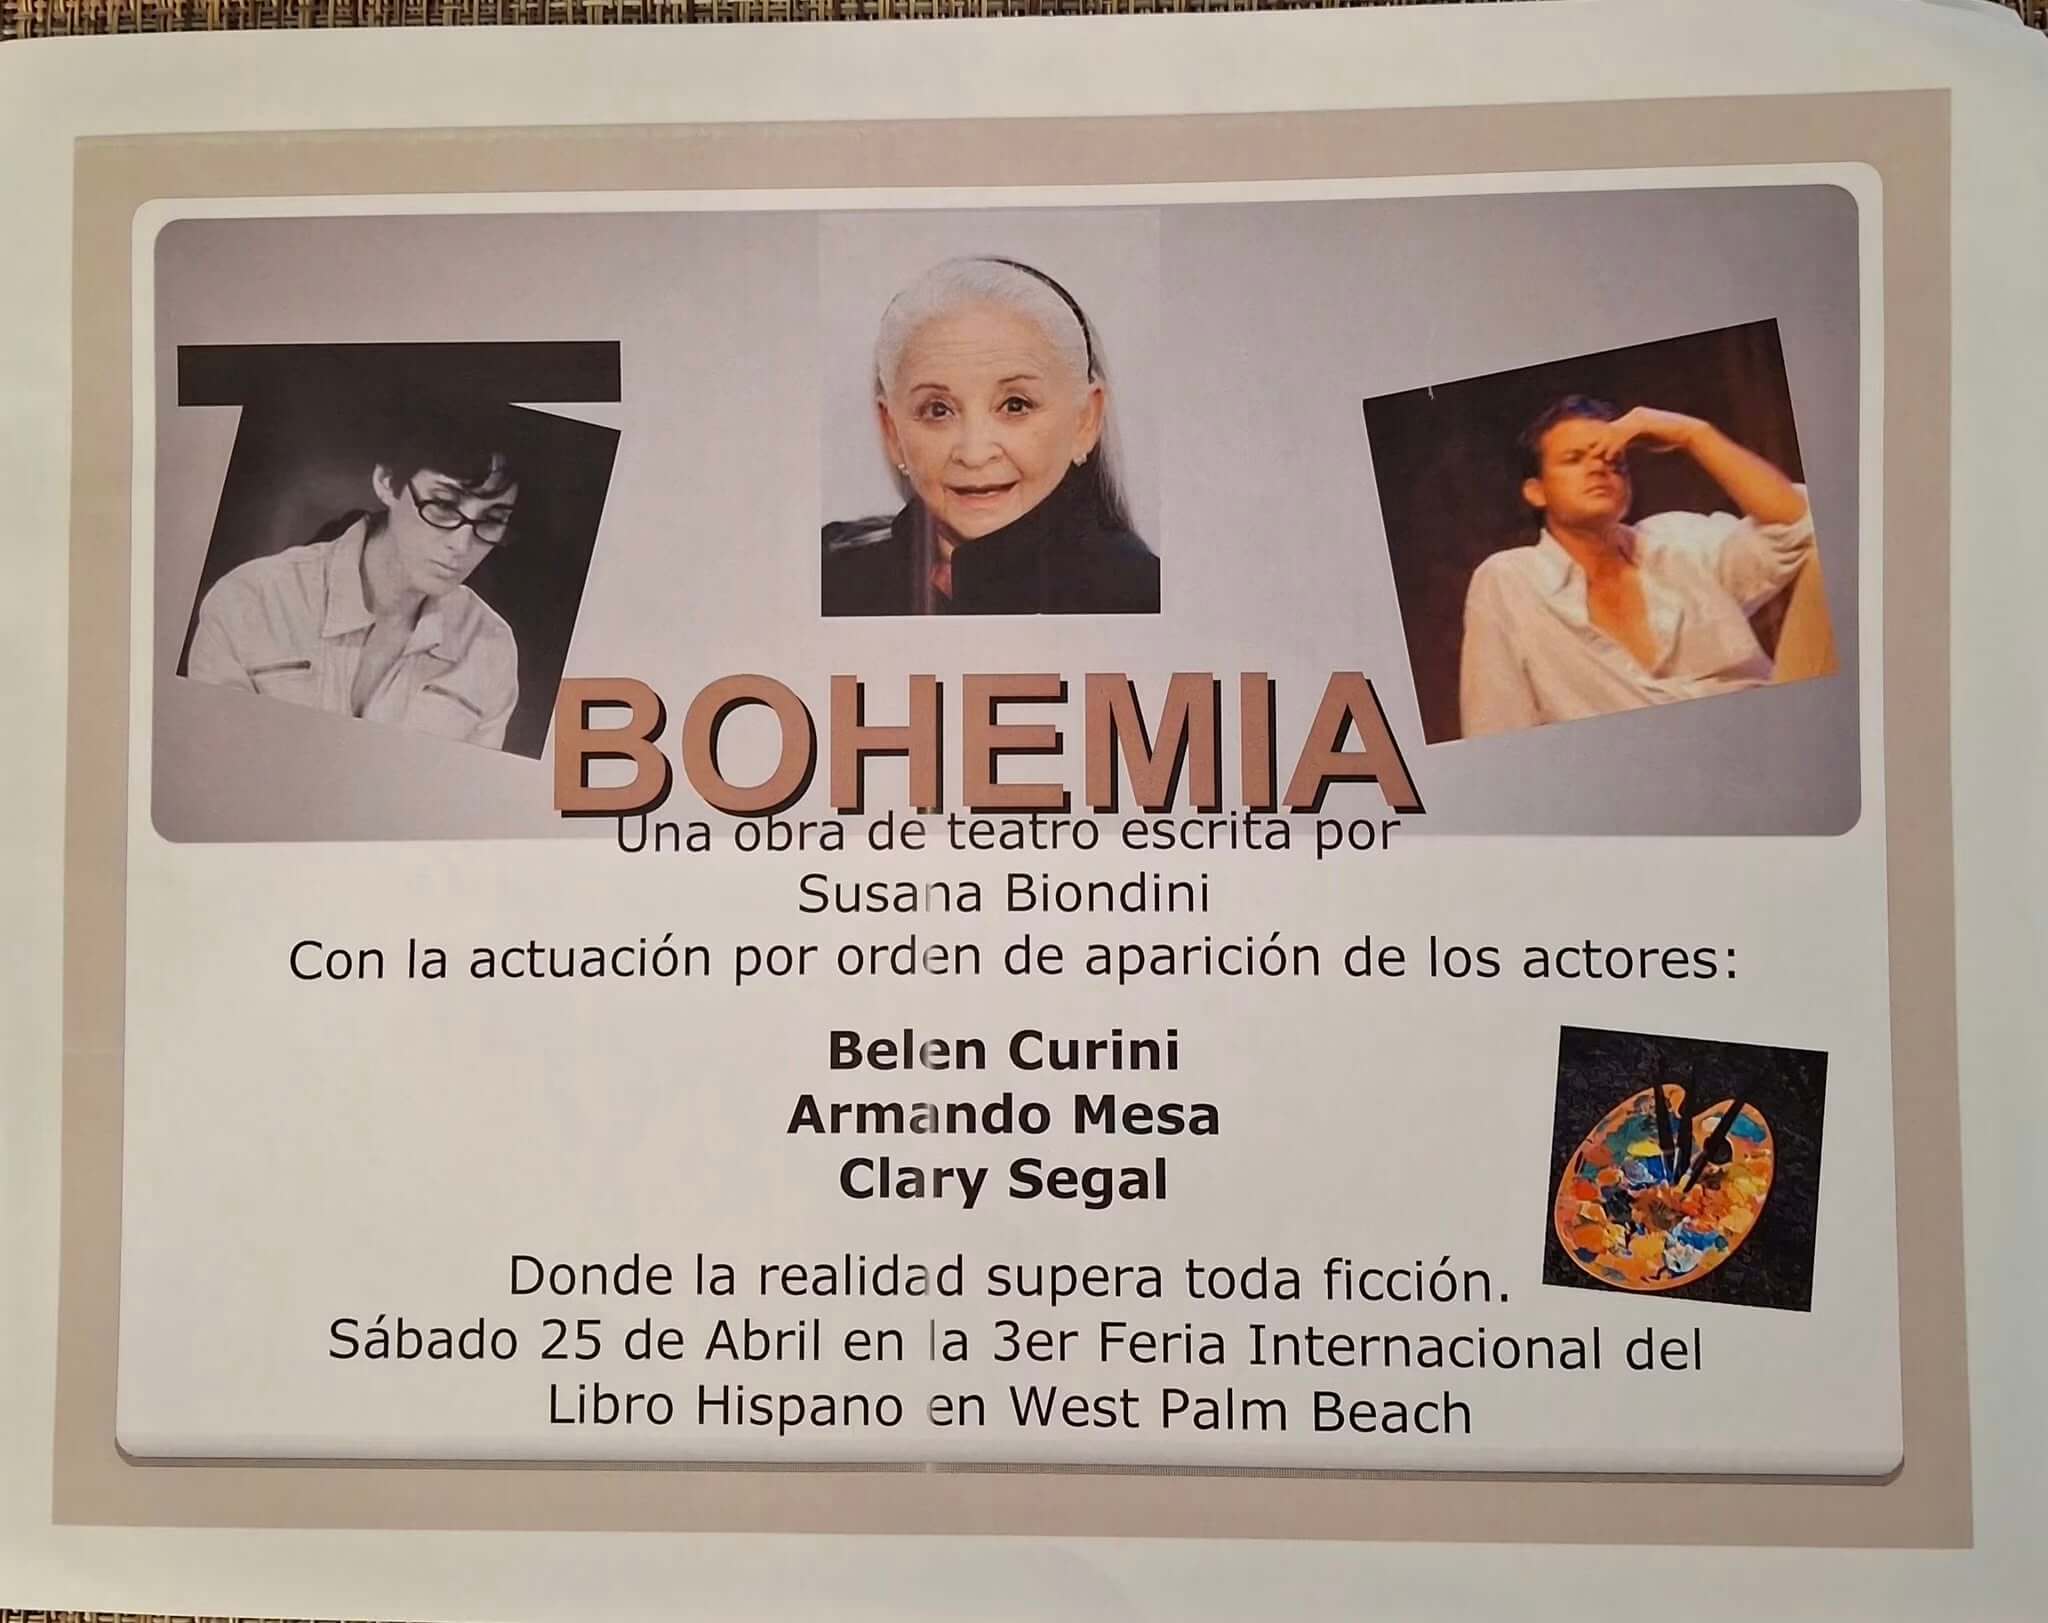 BOHEMIA
Una obra de teatro escrita por
Susana Biondini
Con la actuación por orden de aparición de los actores:
Belen Curini
Armando Mesa
Clary Segal
Donde la realidad supera toda ficción.
Sábado 25 de Abril en la 3er Feria Internacional del
Libro Hispano en West Palm Beach